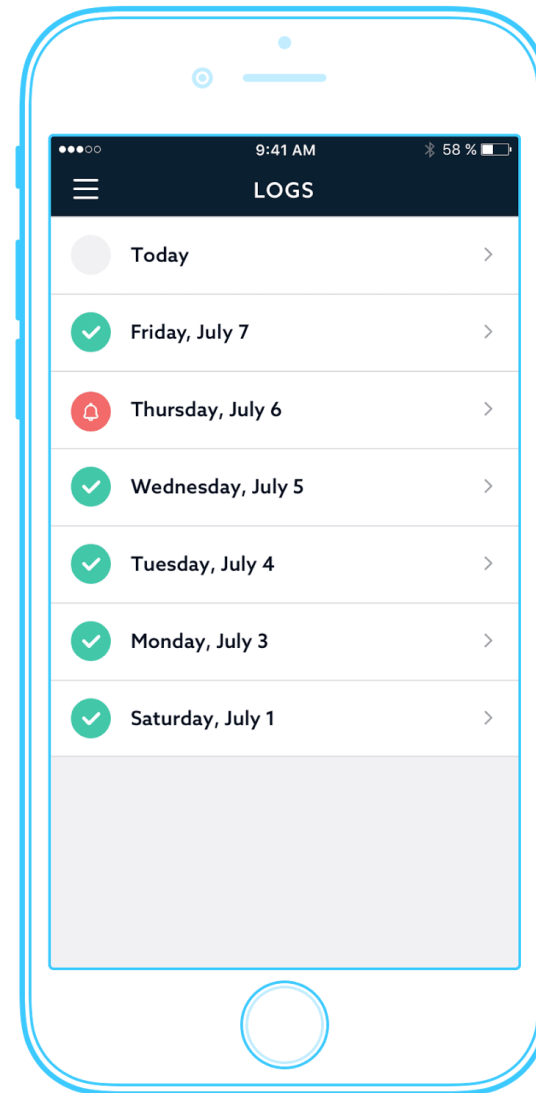 9:41 AM
58 %
LOGS
Today
Friday, July 7
Thursday, July 6
Wednesday, July 5
Tuesday, July 4
Monday, July 3
Saturday, July 1